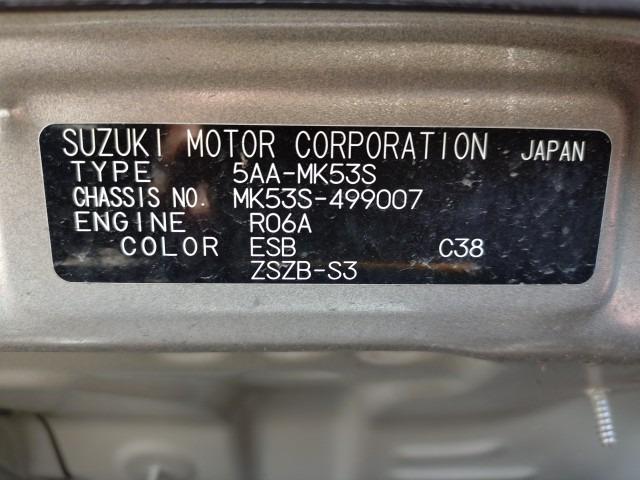 SUZUKI MOTOR CORPORATION JAPAN
TYPE 5AA-MK53S
CHASSIS NO. MK53S-499007
ENGINE R06A
COLOR ESB C38
ZSZB-S3